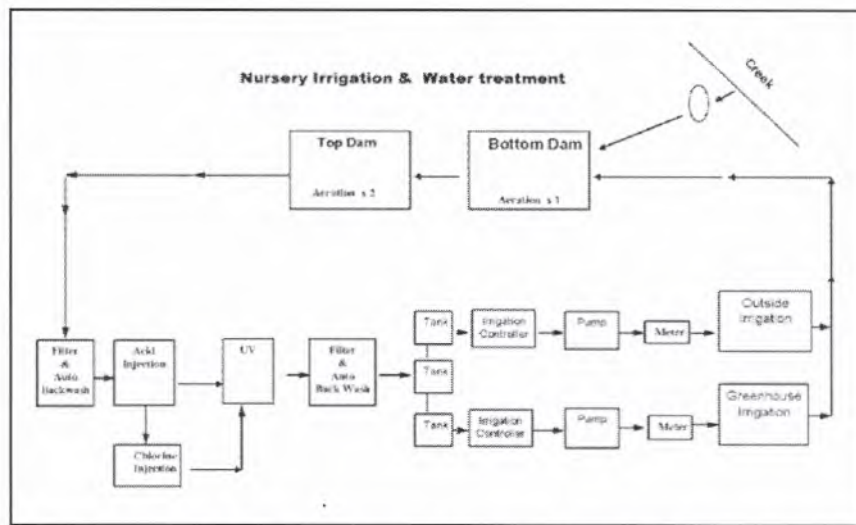 Nursery Irrigation & Water treatment
Creek
Top Dam
Aeration x 2
Bottom Dam
Aeration x 1
Filter
&
Auto
Backwash
Acid
Injection
Chlorine
Injection
UV
Filter
&
Auto
Back Wash
Tank
Tank
Tank
Irrigation
Controller
Pump
Meter
Outside
Irrigation
Irrigation
Controller
Pump
Meter
Greenhouse
Irrigation